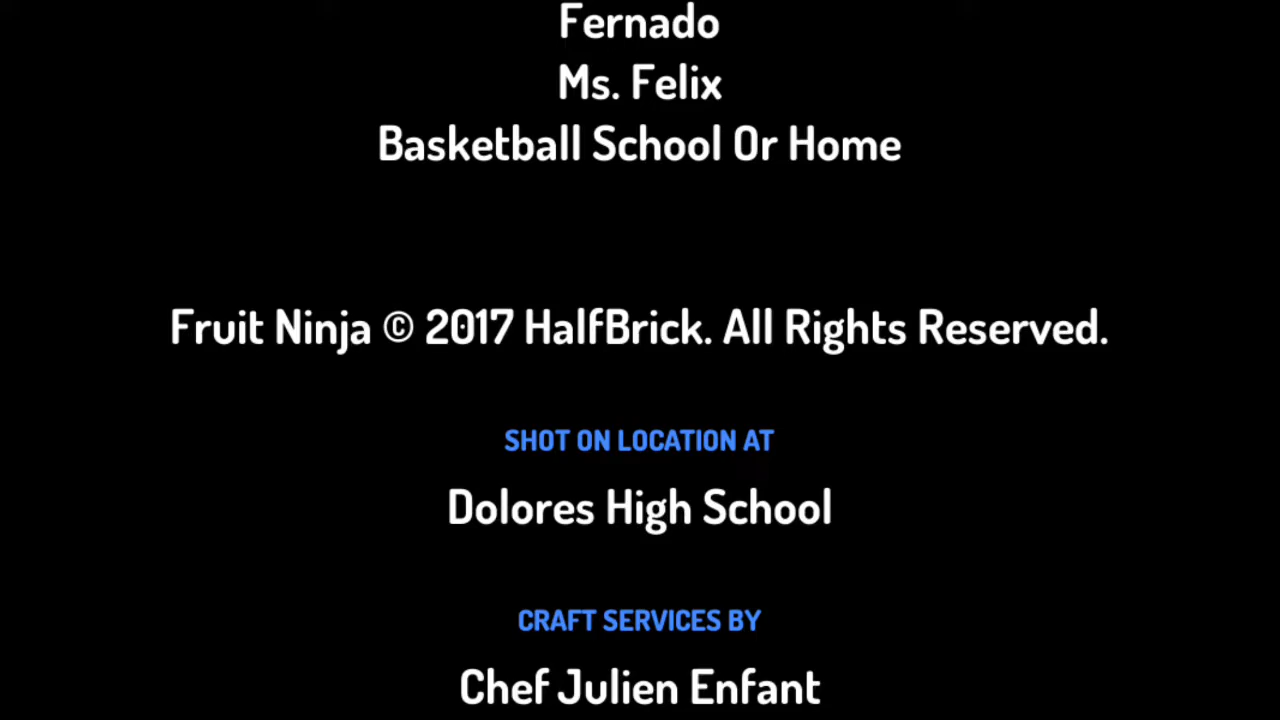 Fernado
Ms. Felix
Basketball School Or Home
Fruit Ninja © 2017 HalfBrick. All Rights Reserved.
SHOT ON LOCATION AT
Dolores High School
CRAFT SERVICES BY
Chef Julien Enfant